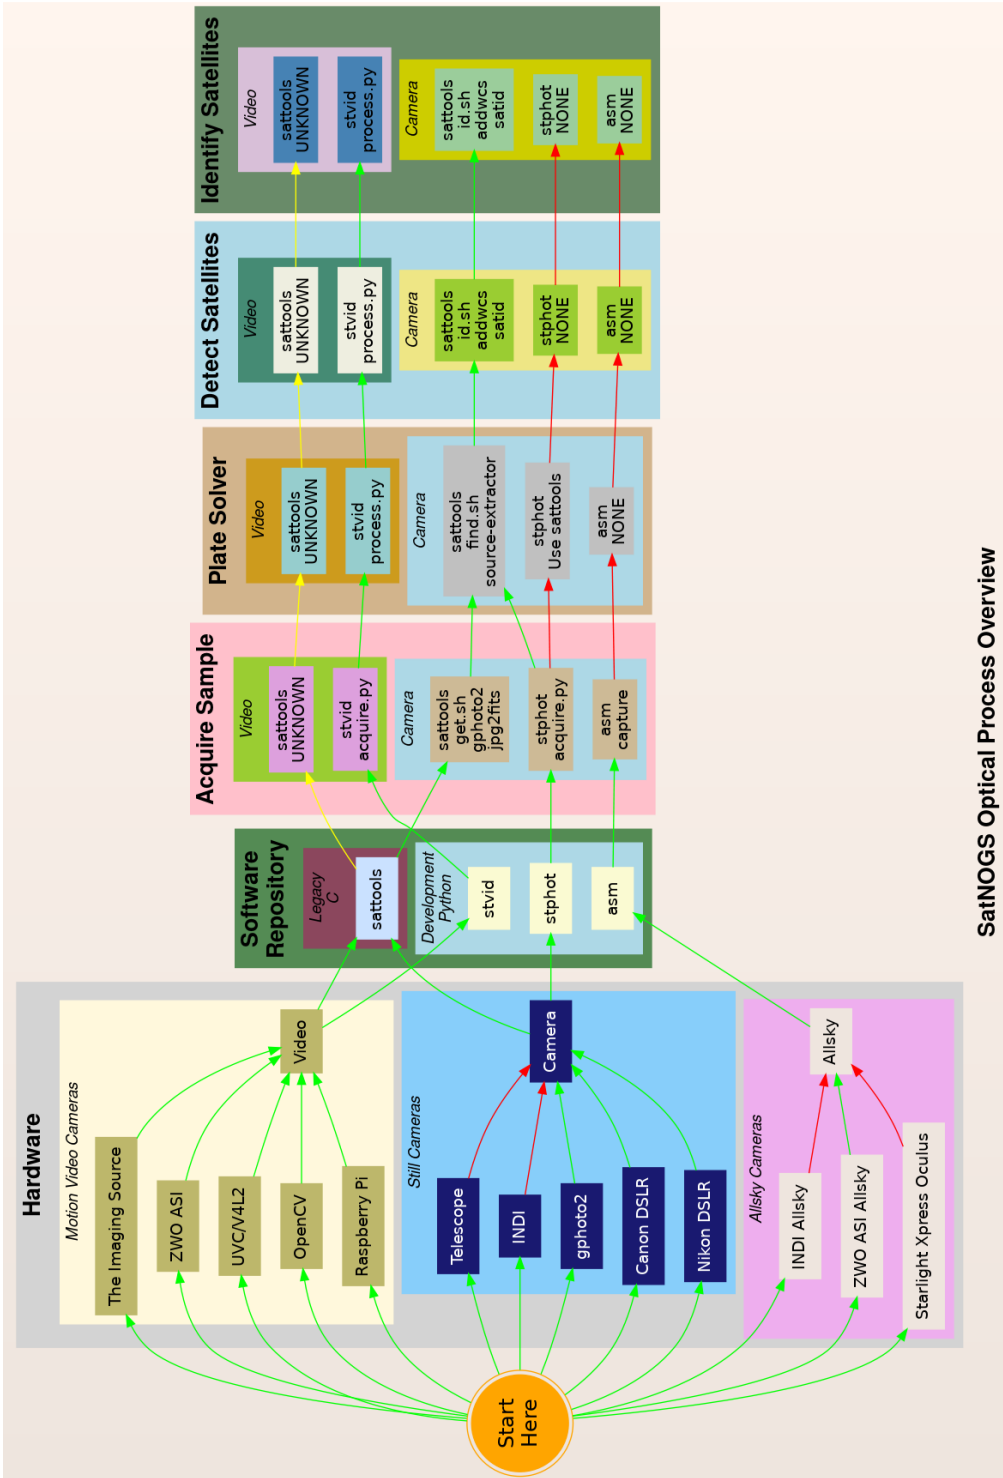 Start
Here
Hardware
Motion Video Cameras
The Imaging Source
ZWO ASI
UVC/V4L2
OpenCV
Raspberry Pi
Video
Still Cameras
Telescope
INDI
gphoto2
Canon DSLR
Nikon DSLR
Camera
Allsky Cameras
INDI Allsky
ZWO ASI Allsky
Starlight Xpress Oculus
Allsky
Software
Repository
Legacy
C
sattools
Development
Python
stvid
stphot
asm
Acquire Sample
Video
sattools
UNKNOWN
stvid
acquire.py
Camera
sattools
get.sh
gphoto2
jpg2fits
stphot
acquire.py
asm
capture
Plate Solver
Video
sattools
UNKNOWN
stvid
process.py
Camera
sattools
find.sh
source-extractor
stphot
Use sattools
asm
NONE
Detect Satellites
Video
sattools
UNKNOWN
stvid
process.py
Camera
sattools
id.sh
addwcs
satid
stphot
NONE
asm
NONE
Identify Satellites
Video
sattools
UNKNOWN
stvid
process.py
Camera
sattools
id.sh
addwcs
satid
stphot
NONE
asm
NONE
SatNOGS Optical Process Overview